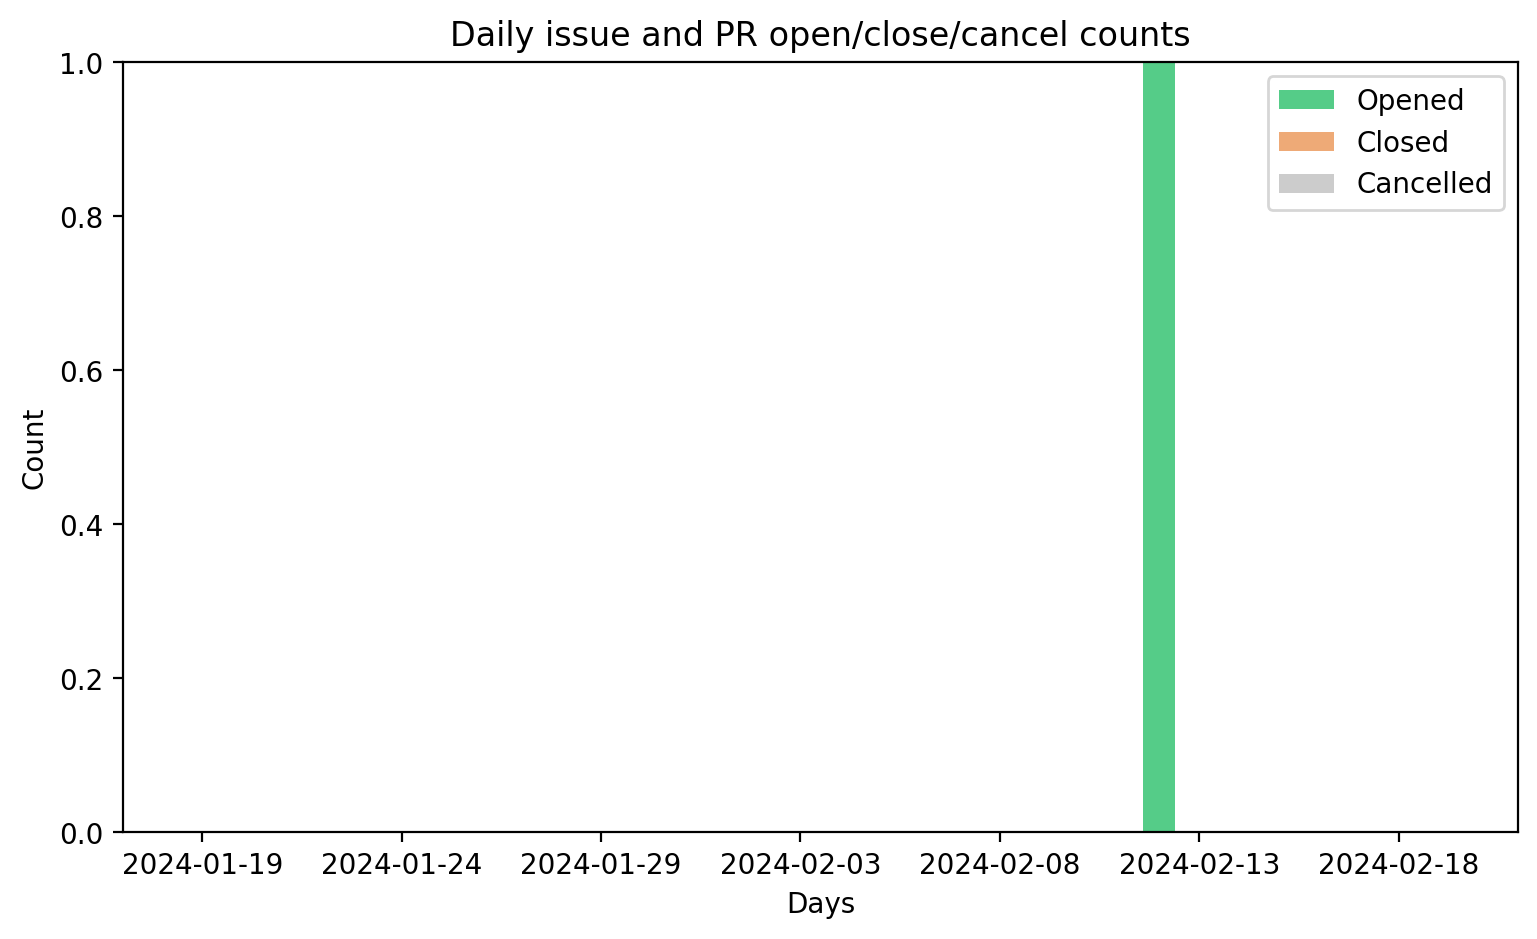 Daily issue and PR open/close/cancel counts
1.0
0.8
0.6
0.4
0.2
0.0
Count
Opened
Closed
Cancelled
2024-01-19 2024-01-24 2024-01-29 2024-02-03 2024-02-08 2024-02-13 2024-02-18
Days